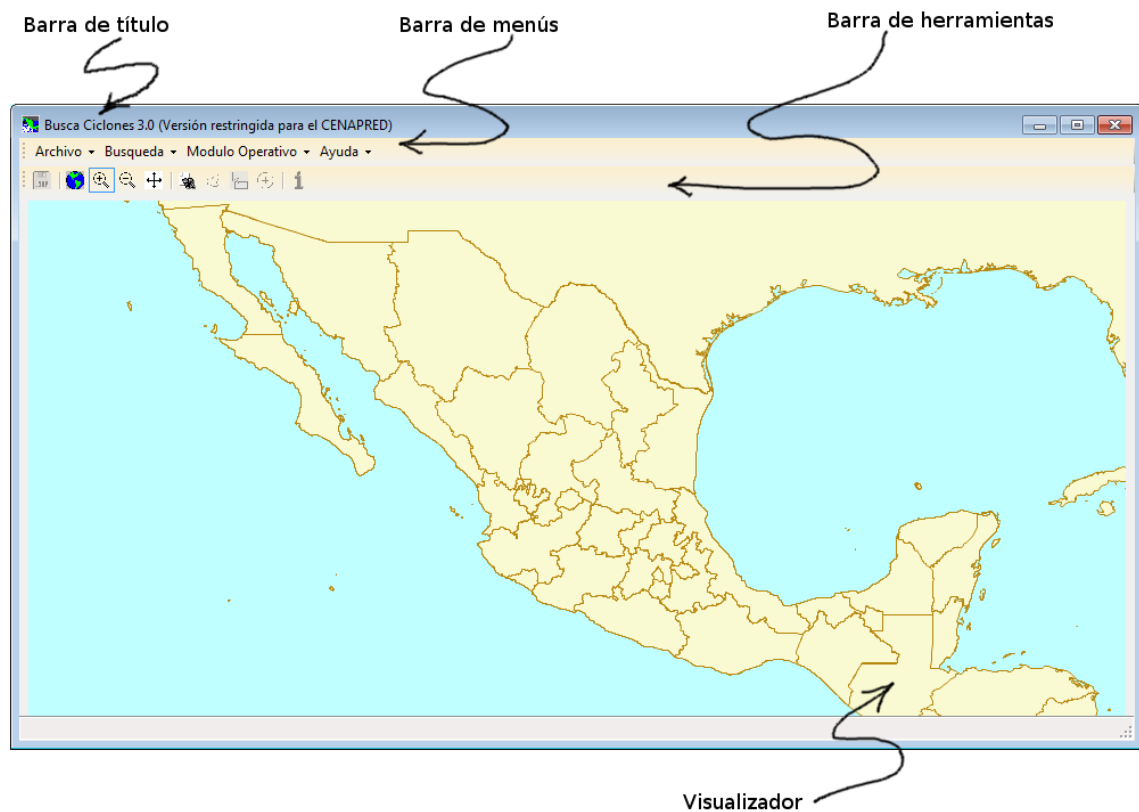 Barra de título
Barra de menús
Barra de herramientas
Busca Ciclones 3.0 (Versión restringida para el CENAPRED)
Archivo Busqueda Modulo Operativo Ayuda
Visualizador